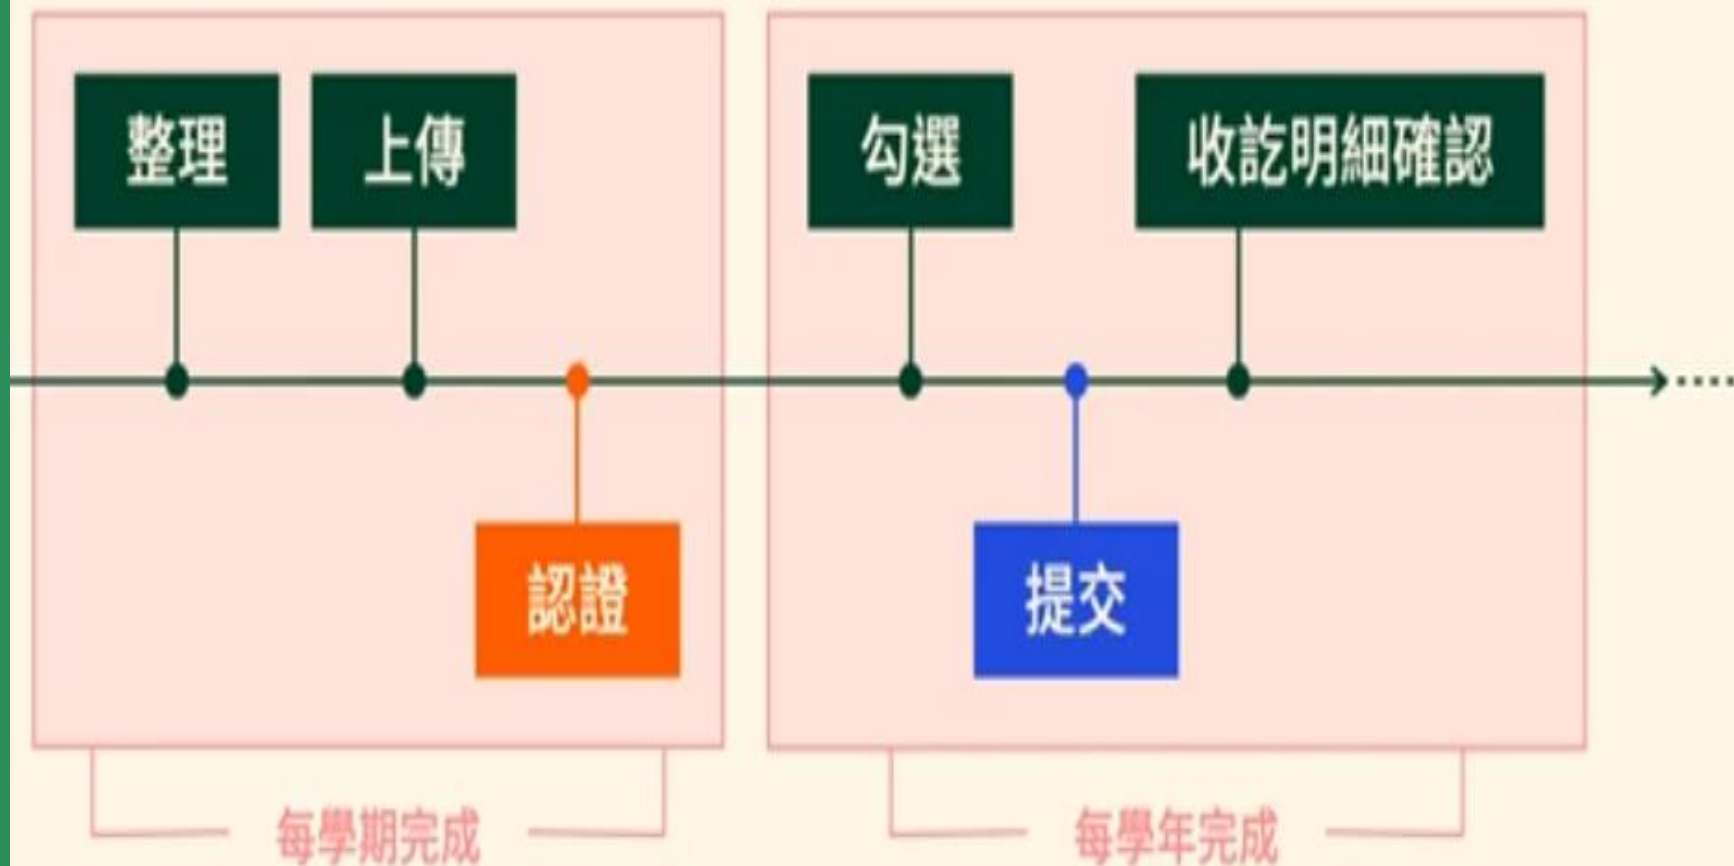 整理
上傳
認證
每學期完成
勾選
收訖明細確認
提交
每學年完成